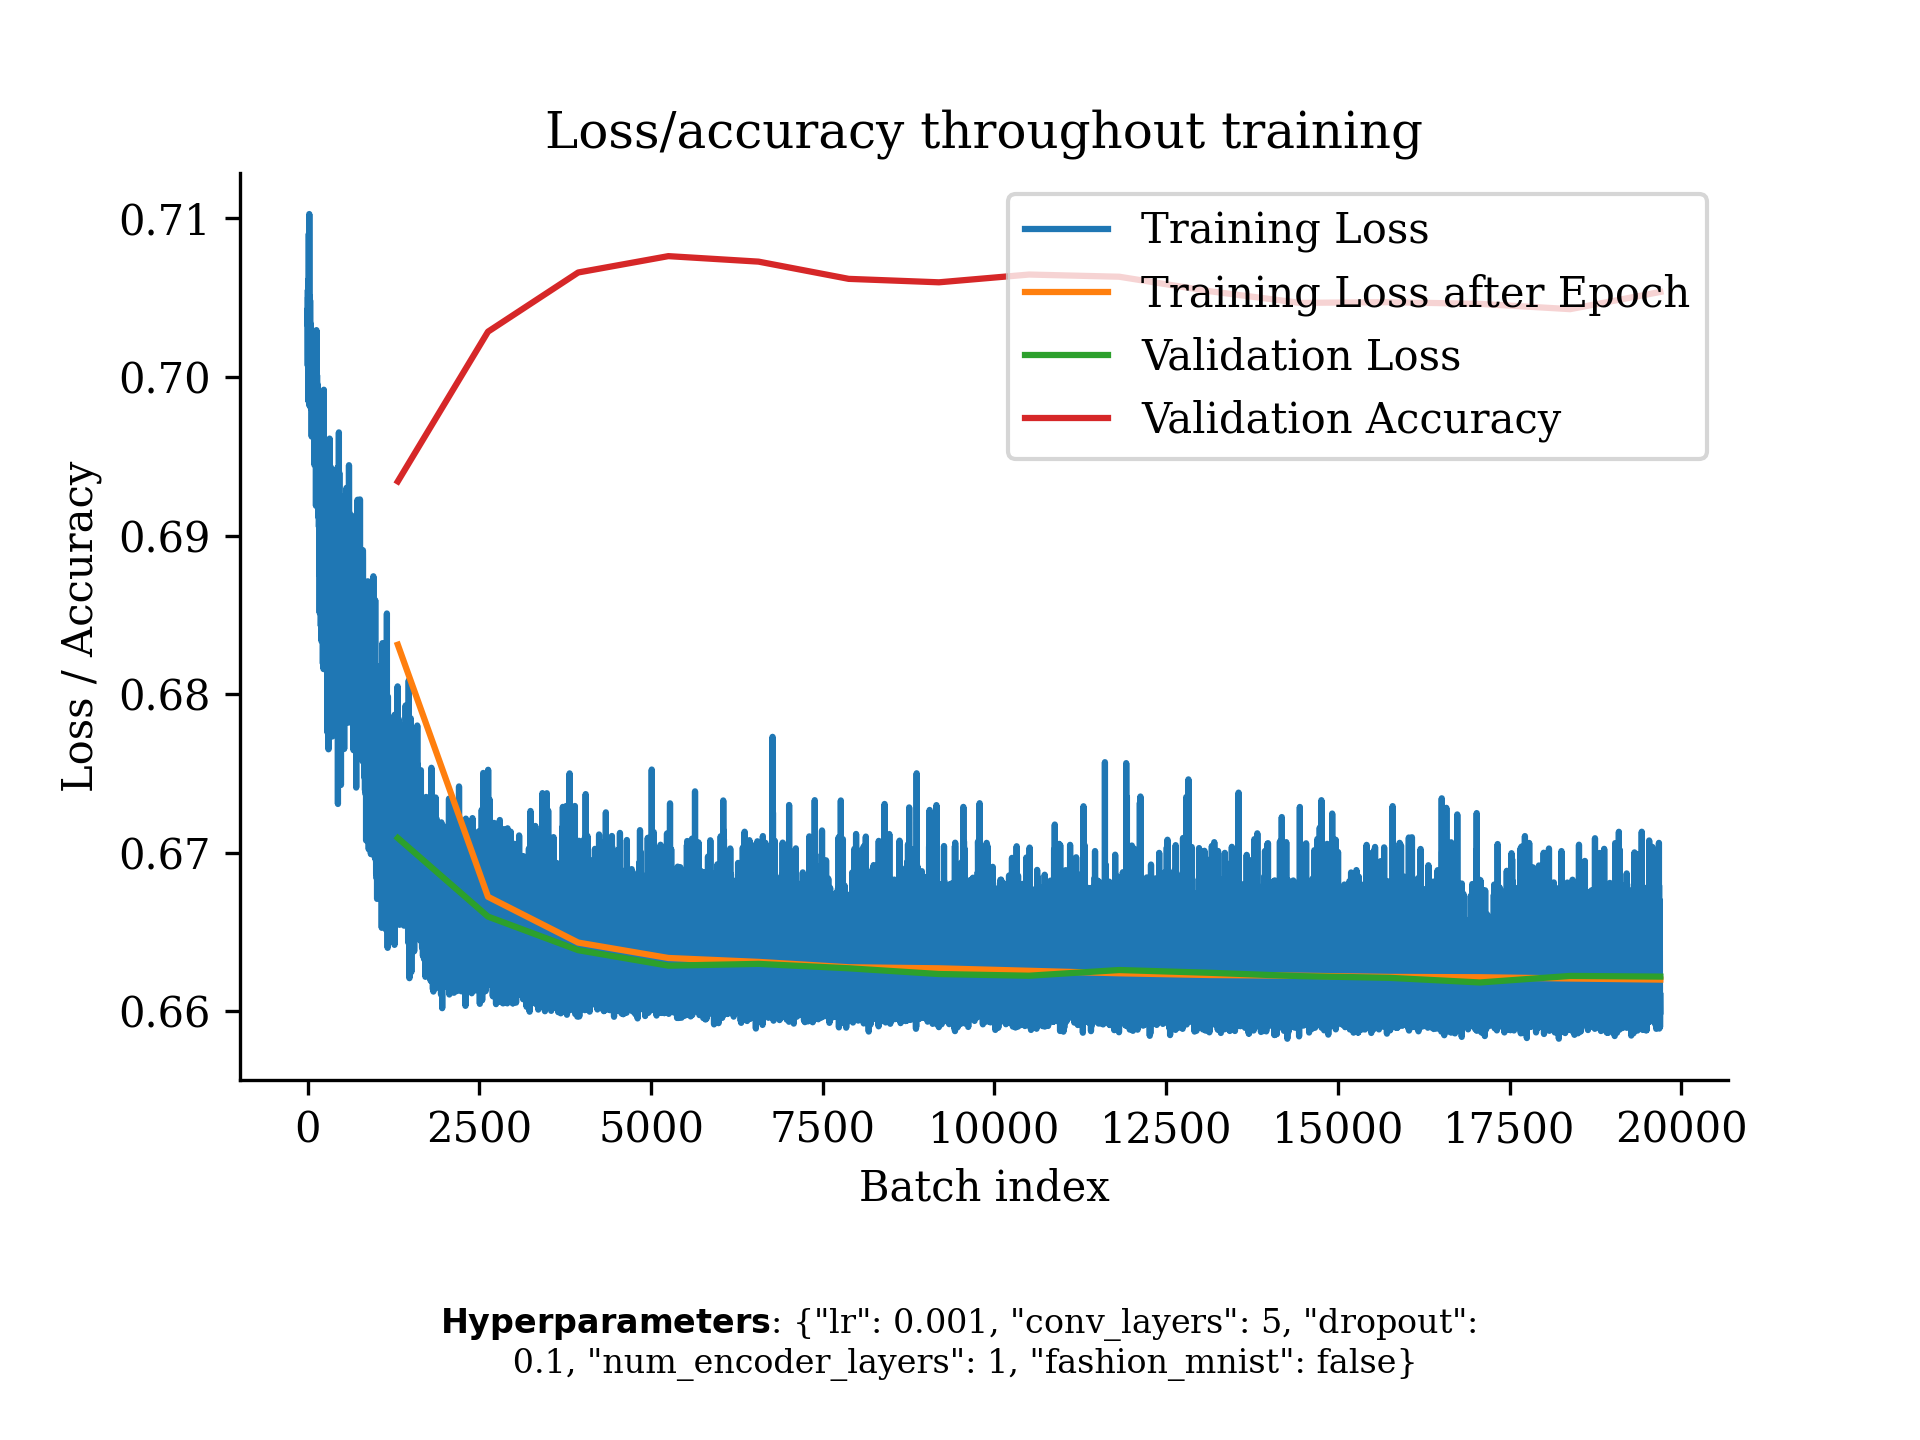 Loss/accuracy throughout training
Loss / Accuracy
0.71
0.70
0.69
0.68
0.67
0.66
Training Loss
Training Loss after Epoch
Validation Loss
Validation Accuracy
0 2500 5000 7500 10000 12500 15000 17500 20000
Batch index
Hyperparameters: {"lr": 0.001, "conv_layers": 5, "dropout":
0.1, "num_encoder_layers": 1, "fashion_mnist": false}